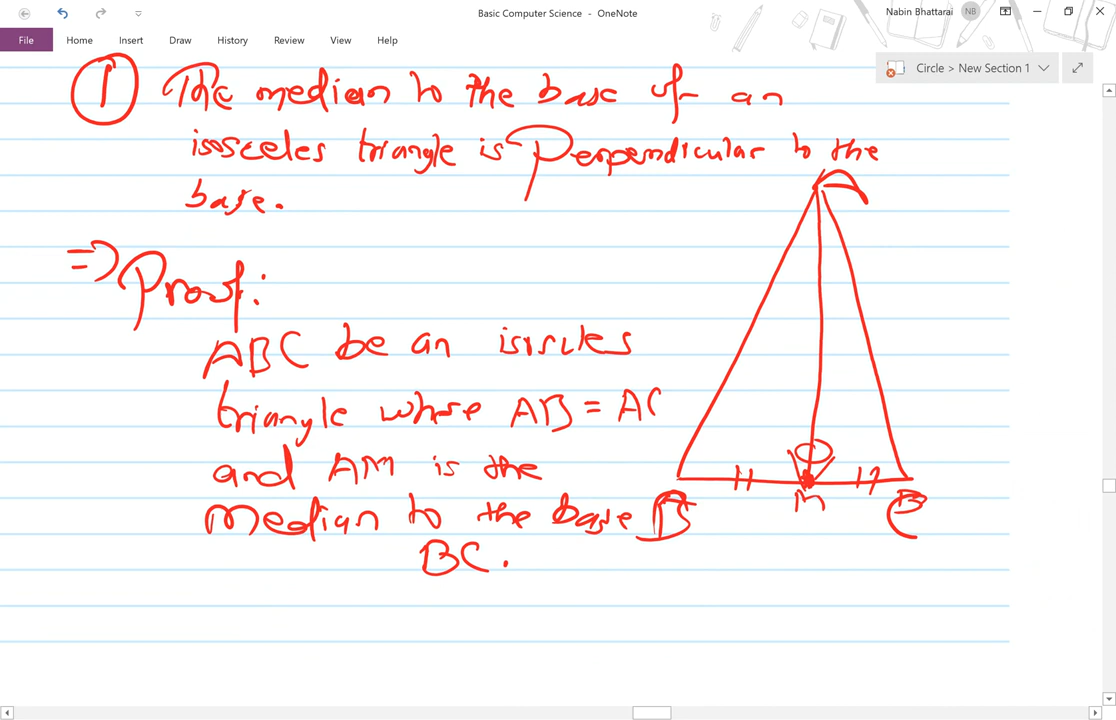 Basic Computer Science - OneNote
Nabin Bhattarai
NB
File Home Insert Draw History Review View Help
Circle > New Section 1
① The median to the base of an
isosceles triangle is Perpendicular to the
base.
=> Proof:
ABC be an isosceles
triangle where AB = AC
and AM is the
median to the base
BC.
A
B M C